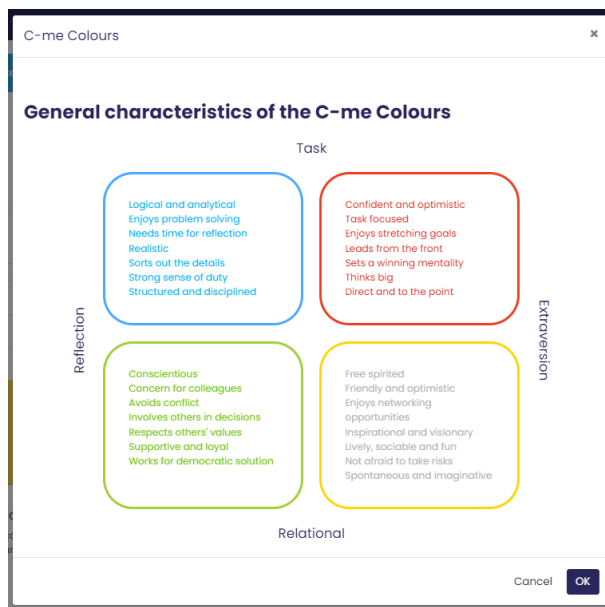 C-me Colours
×
General characteristics of the C-me Colours
Task
Logical and analytical
Enjoys problem solving
Needs time for reflection
Realistic
Sorts out the details
Strong sense of duty
Structured and disciplined
Confident and optimistic
Task focused
Enjoys stretching goals
Leads from the front
Sets a winning mentality
Thinks big
Direct and to the point
Reflection
Extraversion
Conscientious
Concern for colleagues
Avoids conflict
Involves others in decisions
Respects others' values
Supportive and loyal
Works for democratic solution
Free spirited
Friendly and optimistic
Enjoys networking
opportunities
Inspirational and visionary
Lively, sociable and fun
Not afraid to take risks
Spontaneous and imaginative
Relational
Cancel
OK